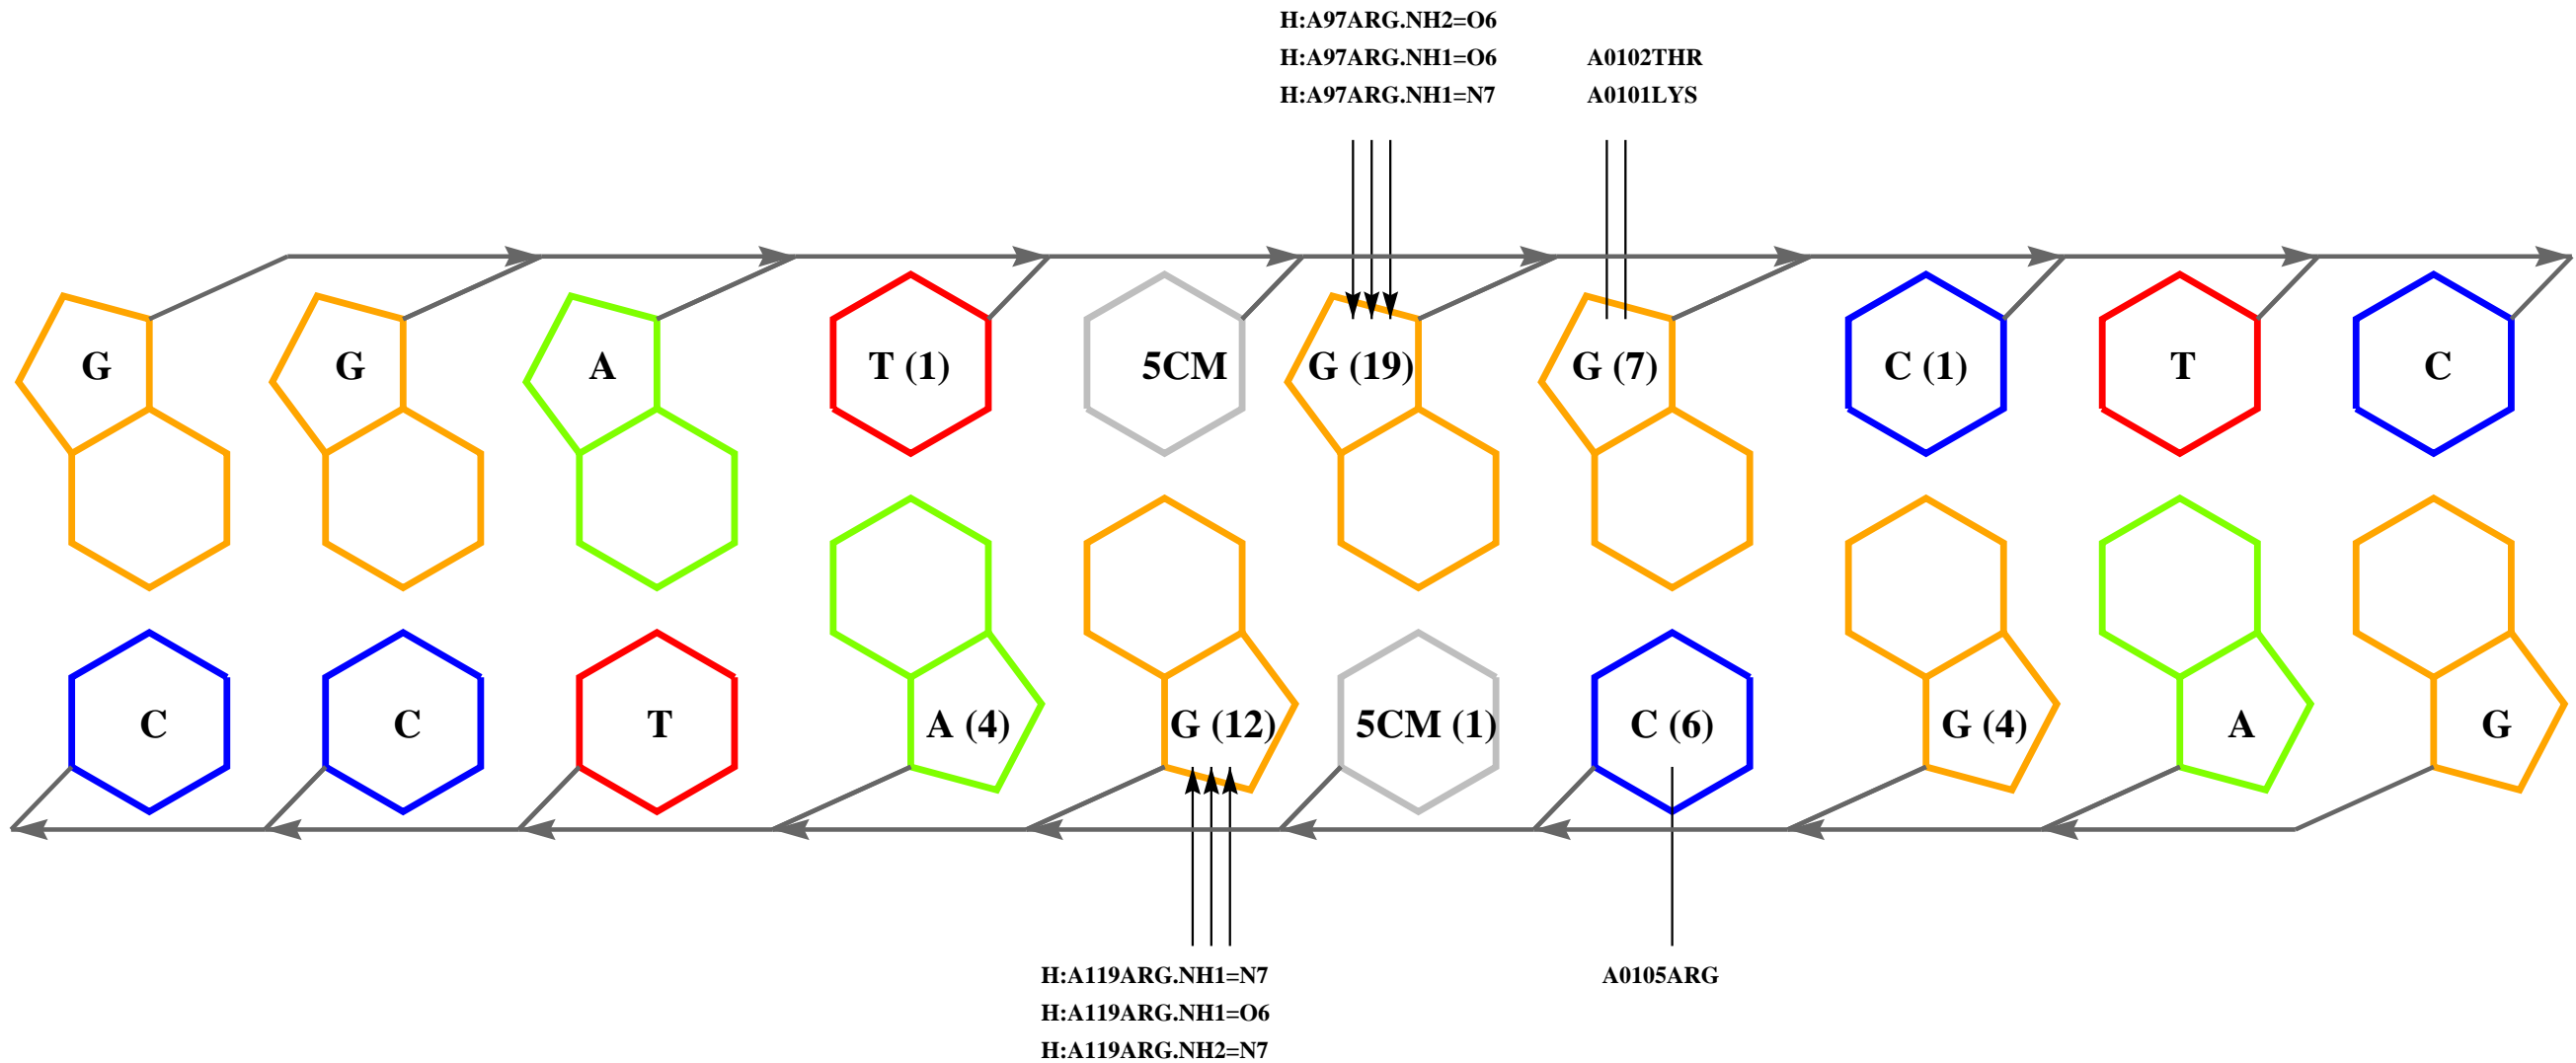 H:A97ARG.NH2=O6
H:A97ARG.NH1=O6 A0102THR
H:A97ARG.NH1=N7 A0101LYS
G G A T (1) 5CM G (19) G (7) C (1) T C
C C T A (4) G (12) 5CM (1) C (6) G (4) A G
H:A119ARG.NH1=N7 A0105ARG
H:A119ARG.NH1=O6
H:A119ARG.NH2=N7